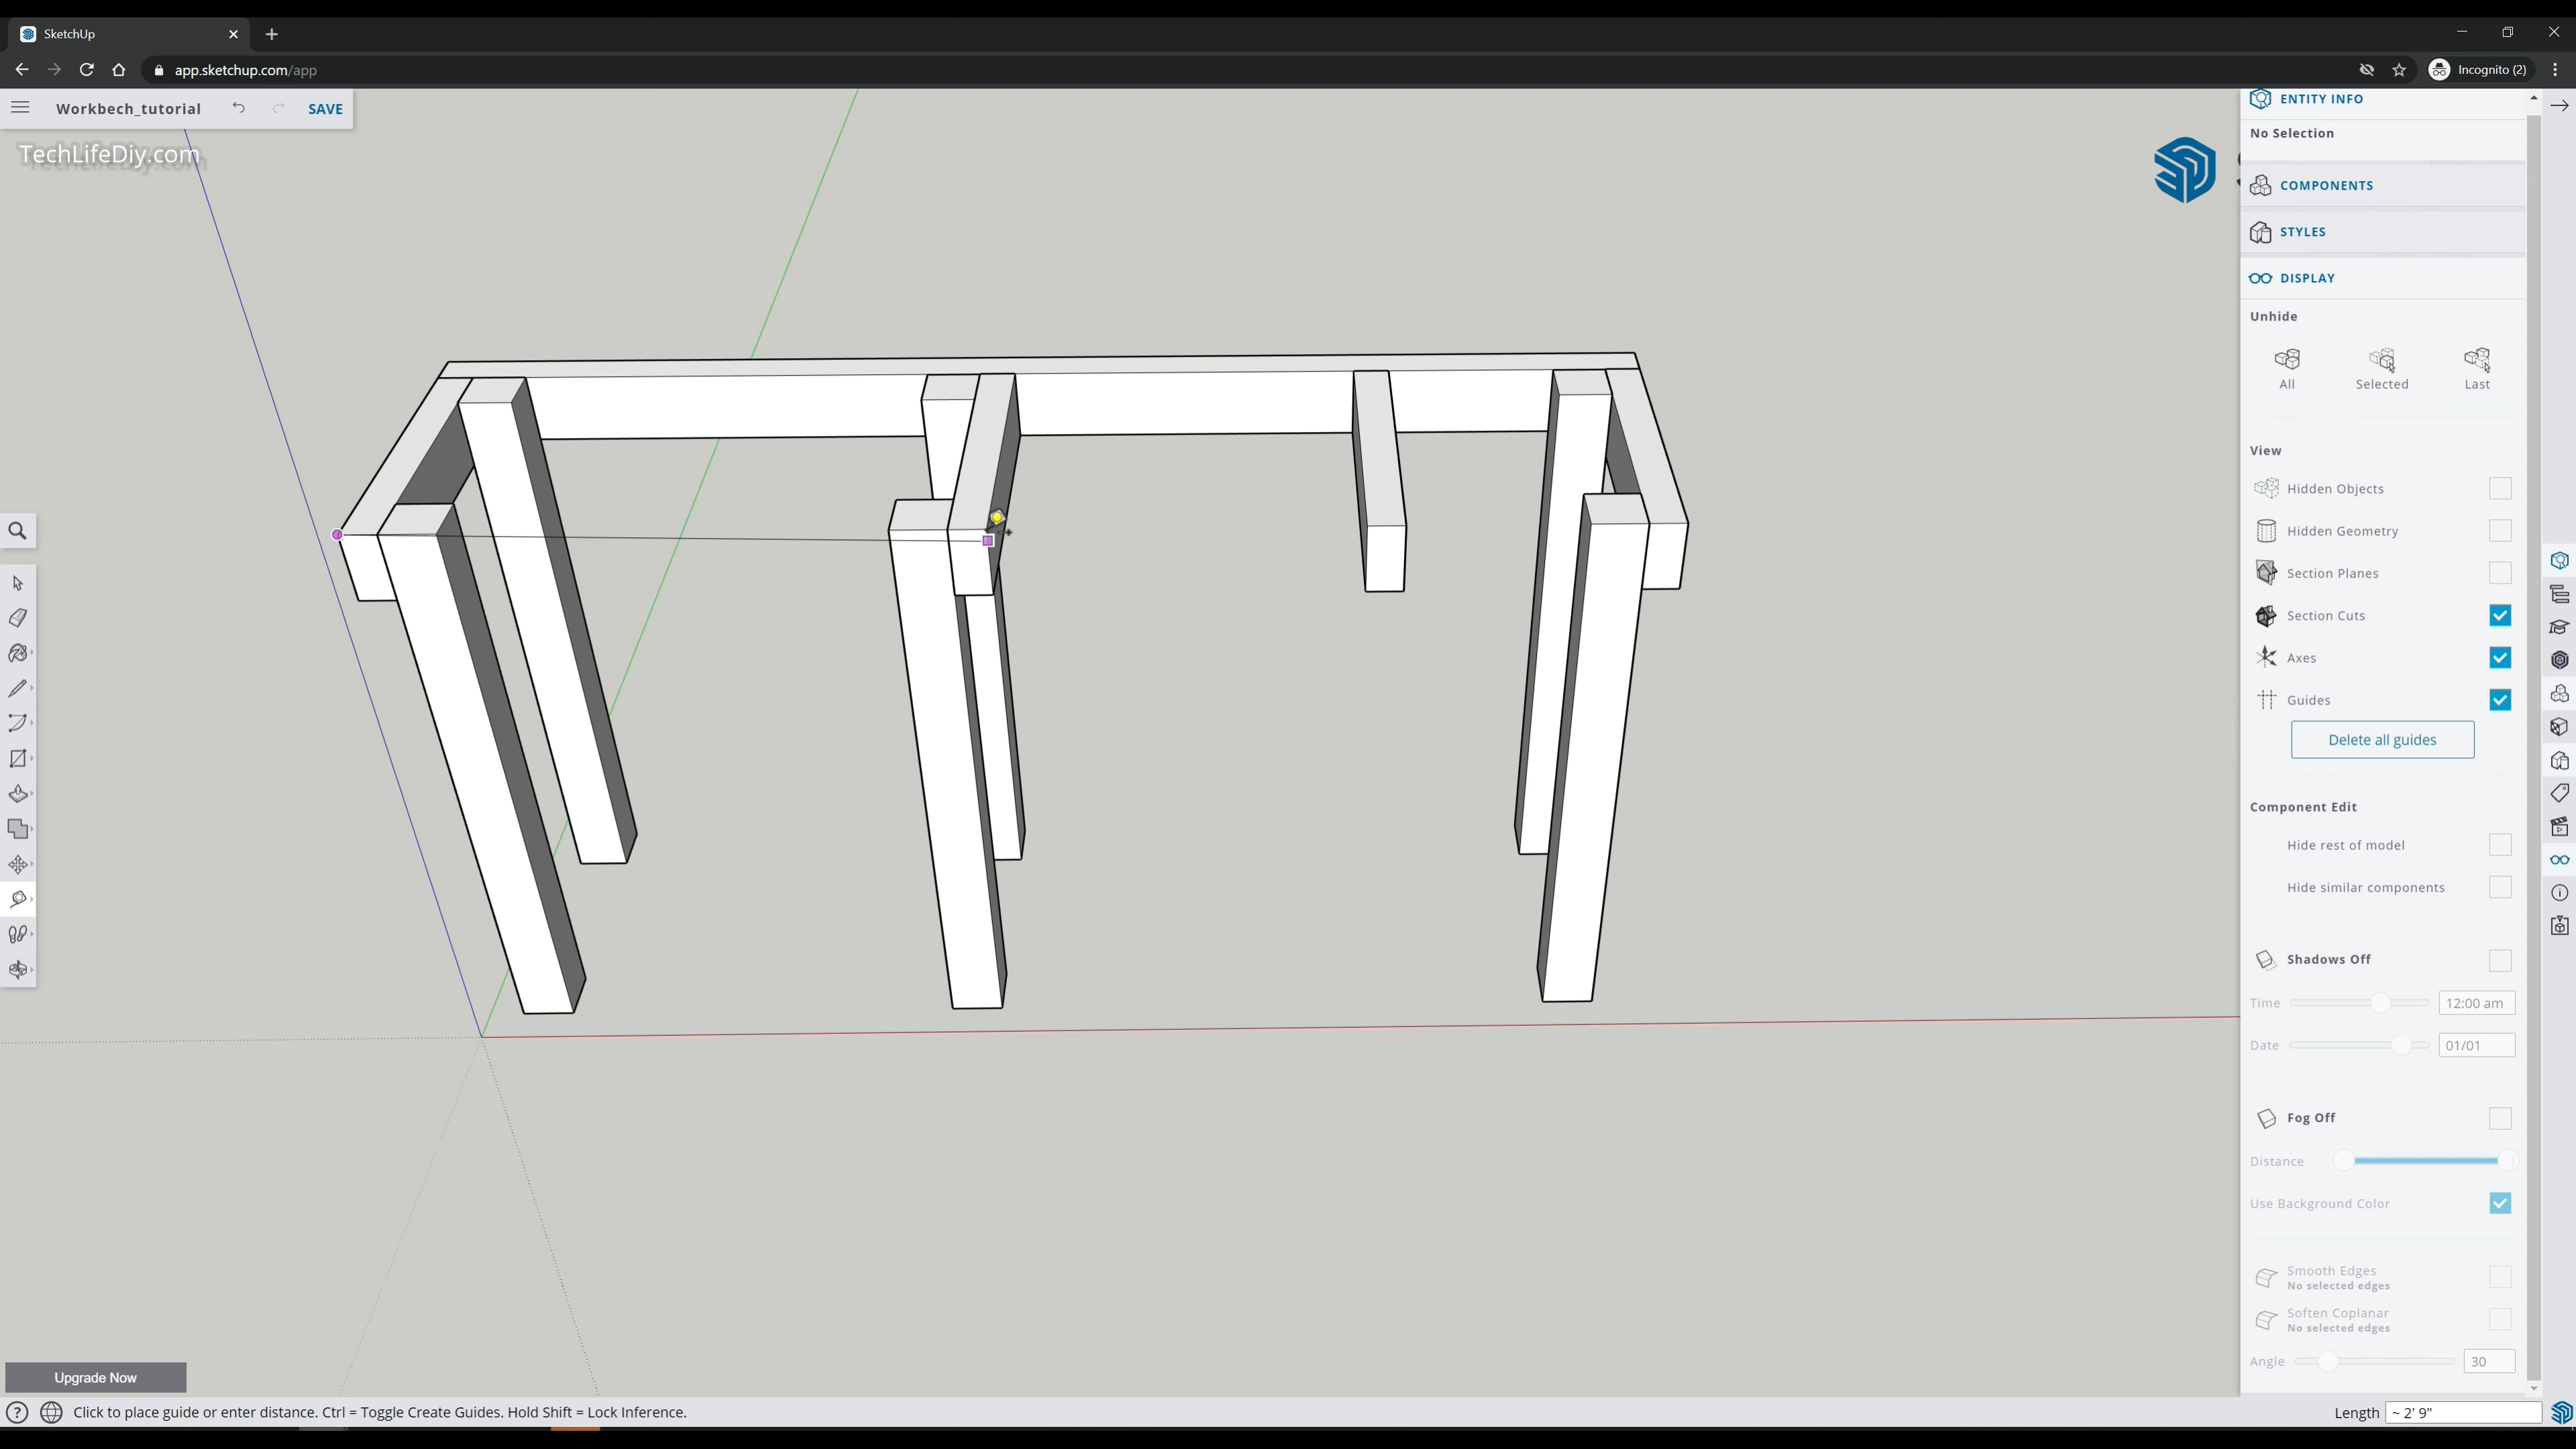 SketchUp
app.sketchup.com/app
Incognito (2)
Workbech_tutorial
SAVE
TechLifeDiy.com
ENTITY INFO
No Selection
COMPONENTS
STYLES
DISPLAY
Unhide
All
Selected
Last
View
Hidden Objects
Hidden Geometry
Section Planes
Section Cuts
Axes
Guides
Delete all guides
Component Edit
Hide rest of model
Hide similar components
Shadows Off
Time
12:00 am
Date
01/01
Fog Off
Distance
Use Background Color
Smooth Edges
No selected edges
Soften Coplanar
No selected edges
Angle
30
Upgrade Now
Click to place guide or enter distance. Ctrl = Toggle Create Guides. Hold Shift = Lock Inference.
Length
~ 2' 9"